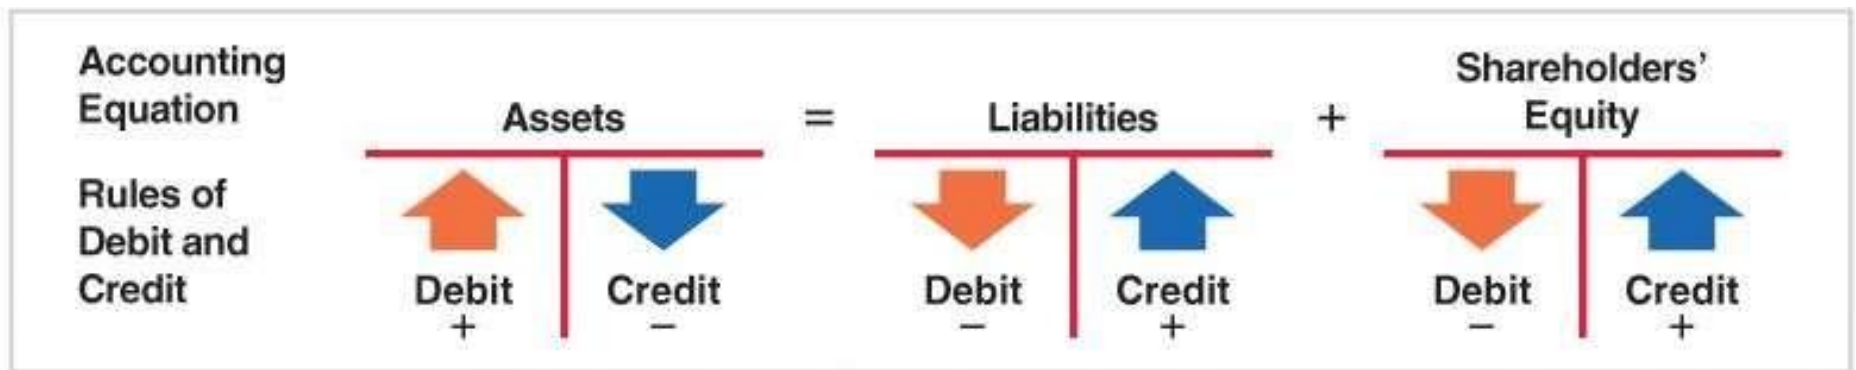 Accounting
Equation
Assets = Liabilities + Shareholders’
Equity
Rules of
Debit and
Credit
Debit Credit Debit Credit Debit Credit
+ − − + − +